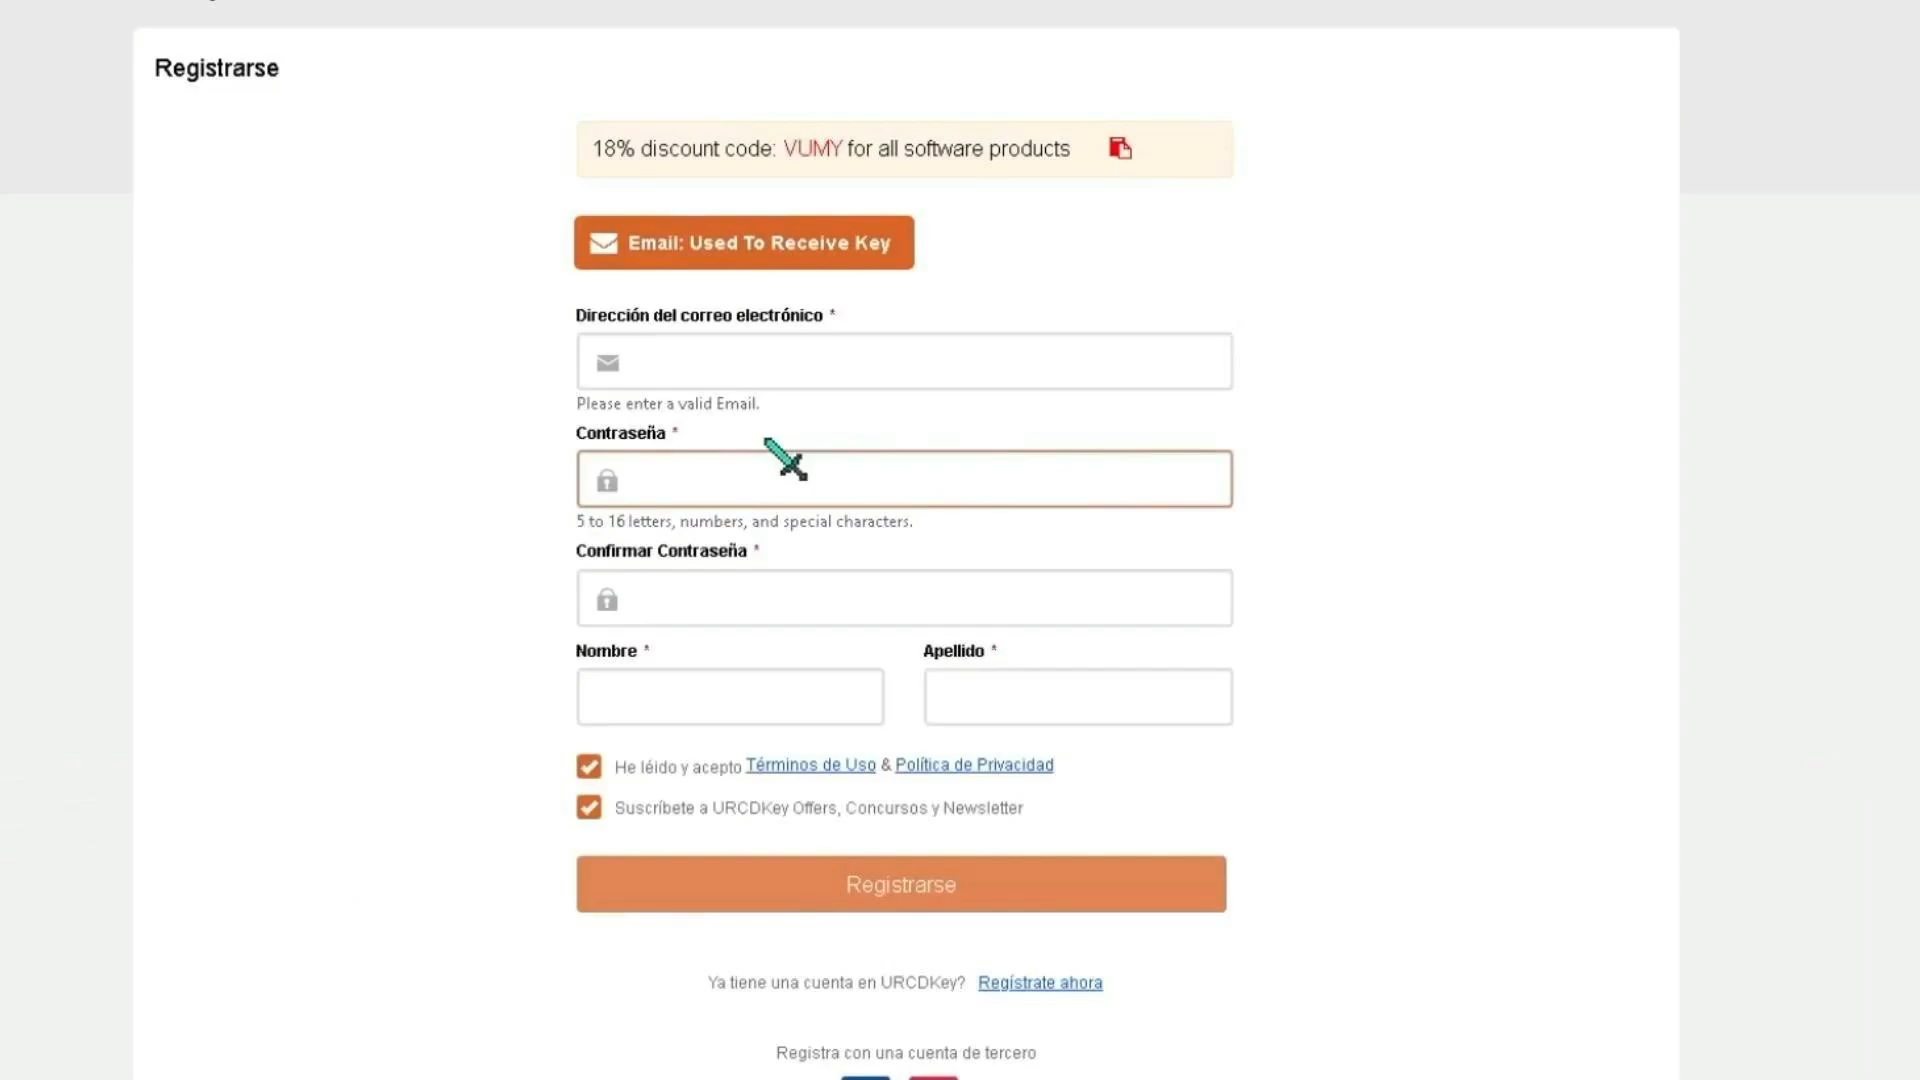 Registrarse
18% discount code: VUMY for all software products
Email: Used To Receive Key
Dirección del correo electrónico *
Please enter a valid Email.
Contraseña *
5 to 16 letters, numbers, and special characters.
Confirmar Contraseña *
Nombre * Apellido *
He léido y acepto Términos de Uso & Política de Privacidad
Suscríbete a URCDKey Offers, Concursos y Newsletter
Registrarse
Ya tiene una cuenta en URCDKey? Regístrate ahora
Registra con una cuenta de tercero